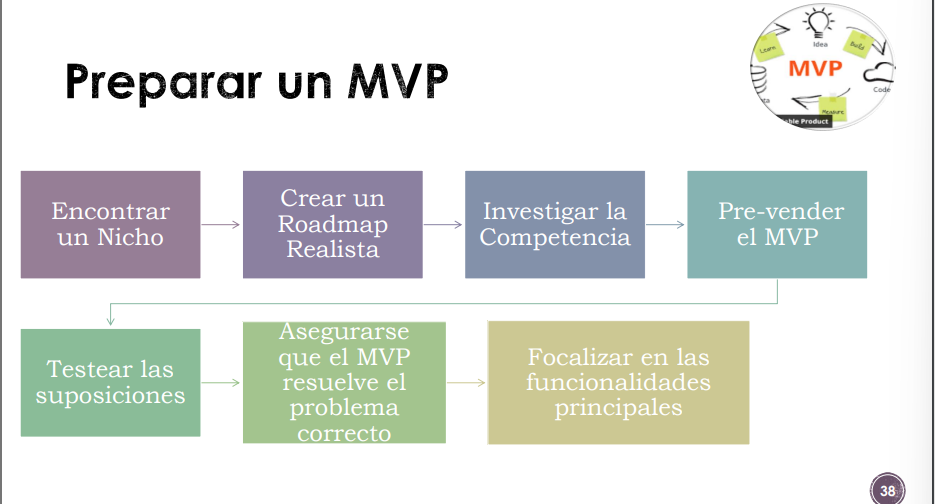 Preparar un MVP
Idea
Learn
Build
MVP
Code
ta
Measure
able Product
Encontrar
un Nicho
Crear un
Roadmap
Realista
Investigar la
Competencia
Pre-vender
el MVP
Testear las
suposiciones
Asegurarse
que el MVP
resuelve el
problema
correcto
Focalizar en las
funcionalidades
principales
38